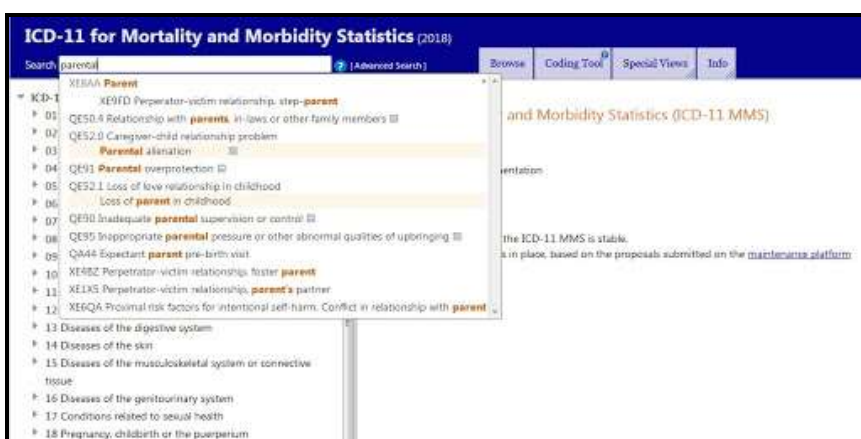 ICD-11 for Mortality and Morbidity Statistics (2018)
Search parental [Advanced Search] Browse Coding Tool Special Views Info
XE8AA Parent
XE9FD Perperator-victim relationship, step-parent
QE50.4 Relationship with parents, in-laws or other family members
QE52.0 Caregiver-child relationship problem
Parental alienation
QE91 Parental overprotection
QE52.1 Loss of love relationship in childhood
Loss of parent in childhood
QE90 Inadequate parental supervision or control
QE95 Inappropriate parental pressure or other abnormal qualities of upbringing
QA44 Expectant parent pre-birth visit
XE4BZ Perpetrator-victim relationship, foster parent
XE1X5 Perpetrator-victim relationship, parent's partner
XE6QA Proximal risk factors for intentional self-harm, Conflict in relationship with parent
ICD-1
01
02
03
04
05
06
07
08
09
10
11
12
13 Diseases of the digestive system
14 Diseases of the skin
15 Diseases of the musculoskeletal system or connective
tissue
16 Diseases of the genitourinary system
17 Conditions related to sexual health
18 Pregnancy, childbirth or the puerperium
and Morbidity Statistics (ICD-11 MMS)
entation
the ICD-11 MMS is stable.
s in place, based on the proposals submitted on the maintenance platform